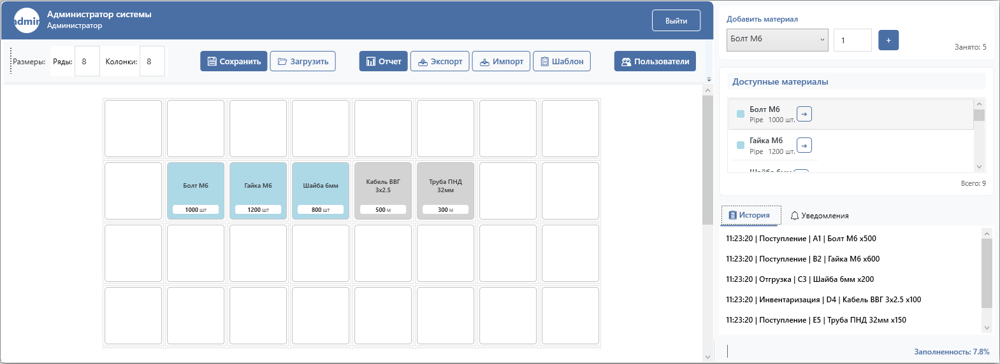 admin
Администратор системы
Администратор
Выйти
Размеры: Ряды: 8 Колонки: 8
Сохранить Загрузить Отчет Экспорт Импорт Шаблон Пользователи
Болт М6
1000 шт
Гайка М6
1200 шт
Шайба 6мм
800 шт
Кабель ВВГ
3х2.5
500 м
Труба ПНД
32мм
300 м
Добавить материал
Болт М6 1 +
Занято: 5
Доступные материалы
Болт М6
Pipe 1000 шт.
Гайка М6
Pipe 1200 шт.
Шайба 6мм
Всего: 9
История Уведомления
11:23:20 | Поступление | A1 | Болт М6 x500
11:23:20 | Поступление | B2 | Гайка М6 x600
11:23:20 | Отгрузка | C3 | Шайба 6мм x200
11:23:20 | Инвентаризация | D4 | Кабель ВВГ 3х2.5 x100
11:23:20 | Поступление | E5 | Труба ПНД 32мм x150
Заполненность: 7.8%